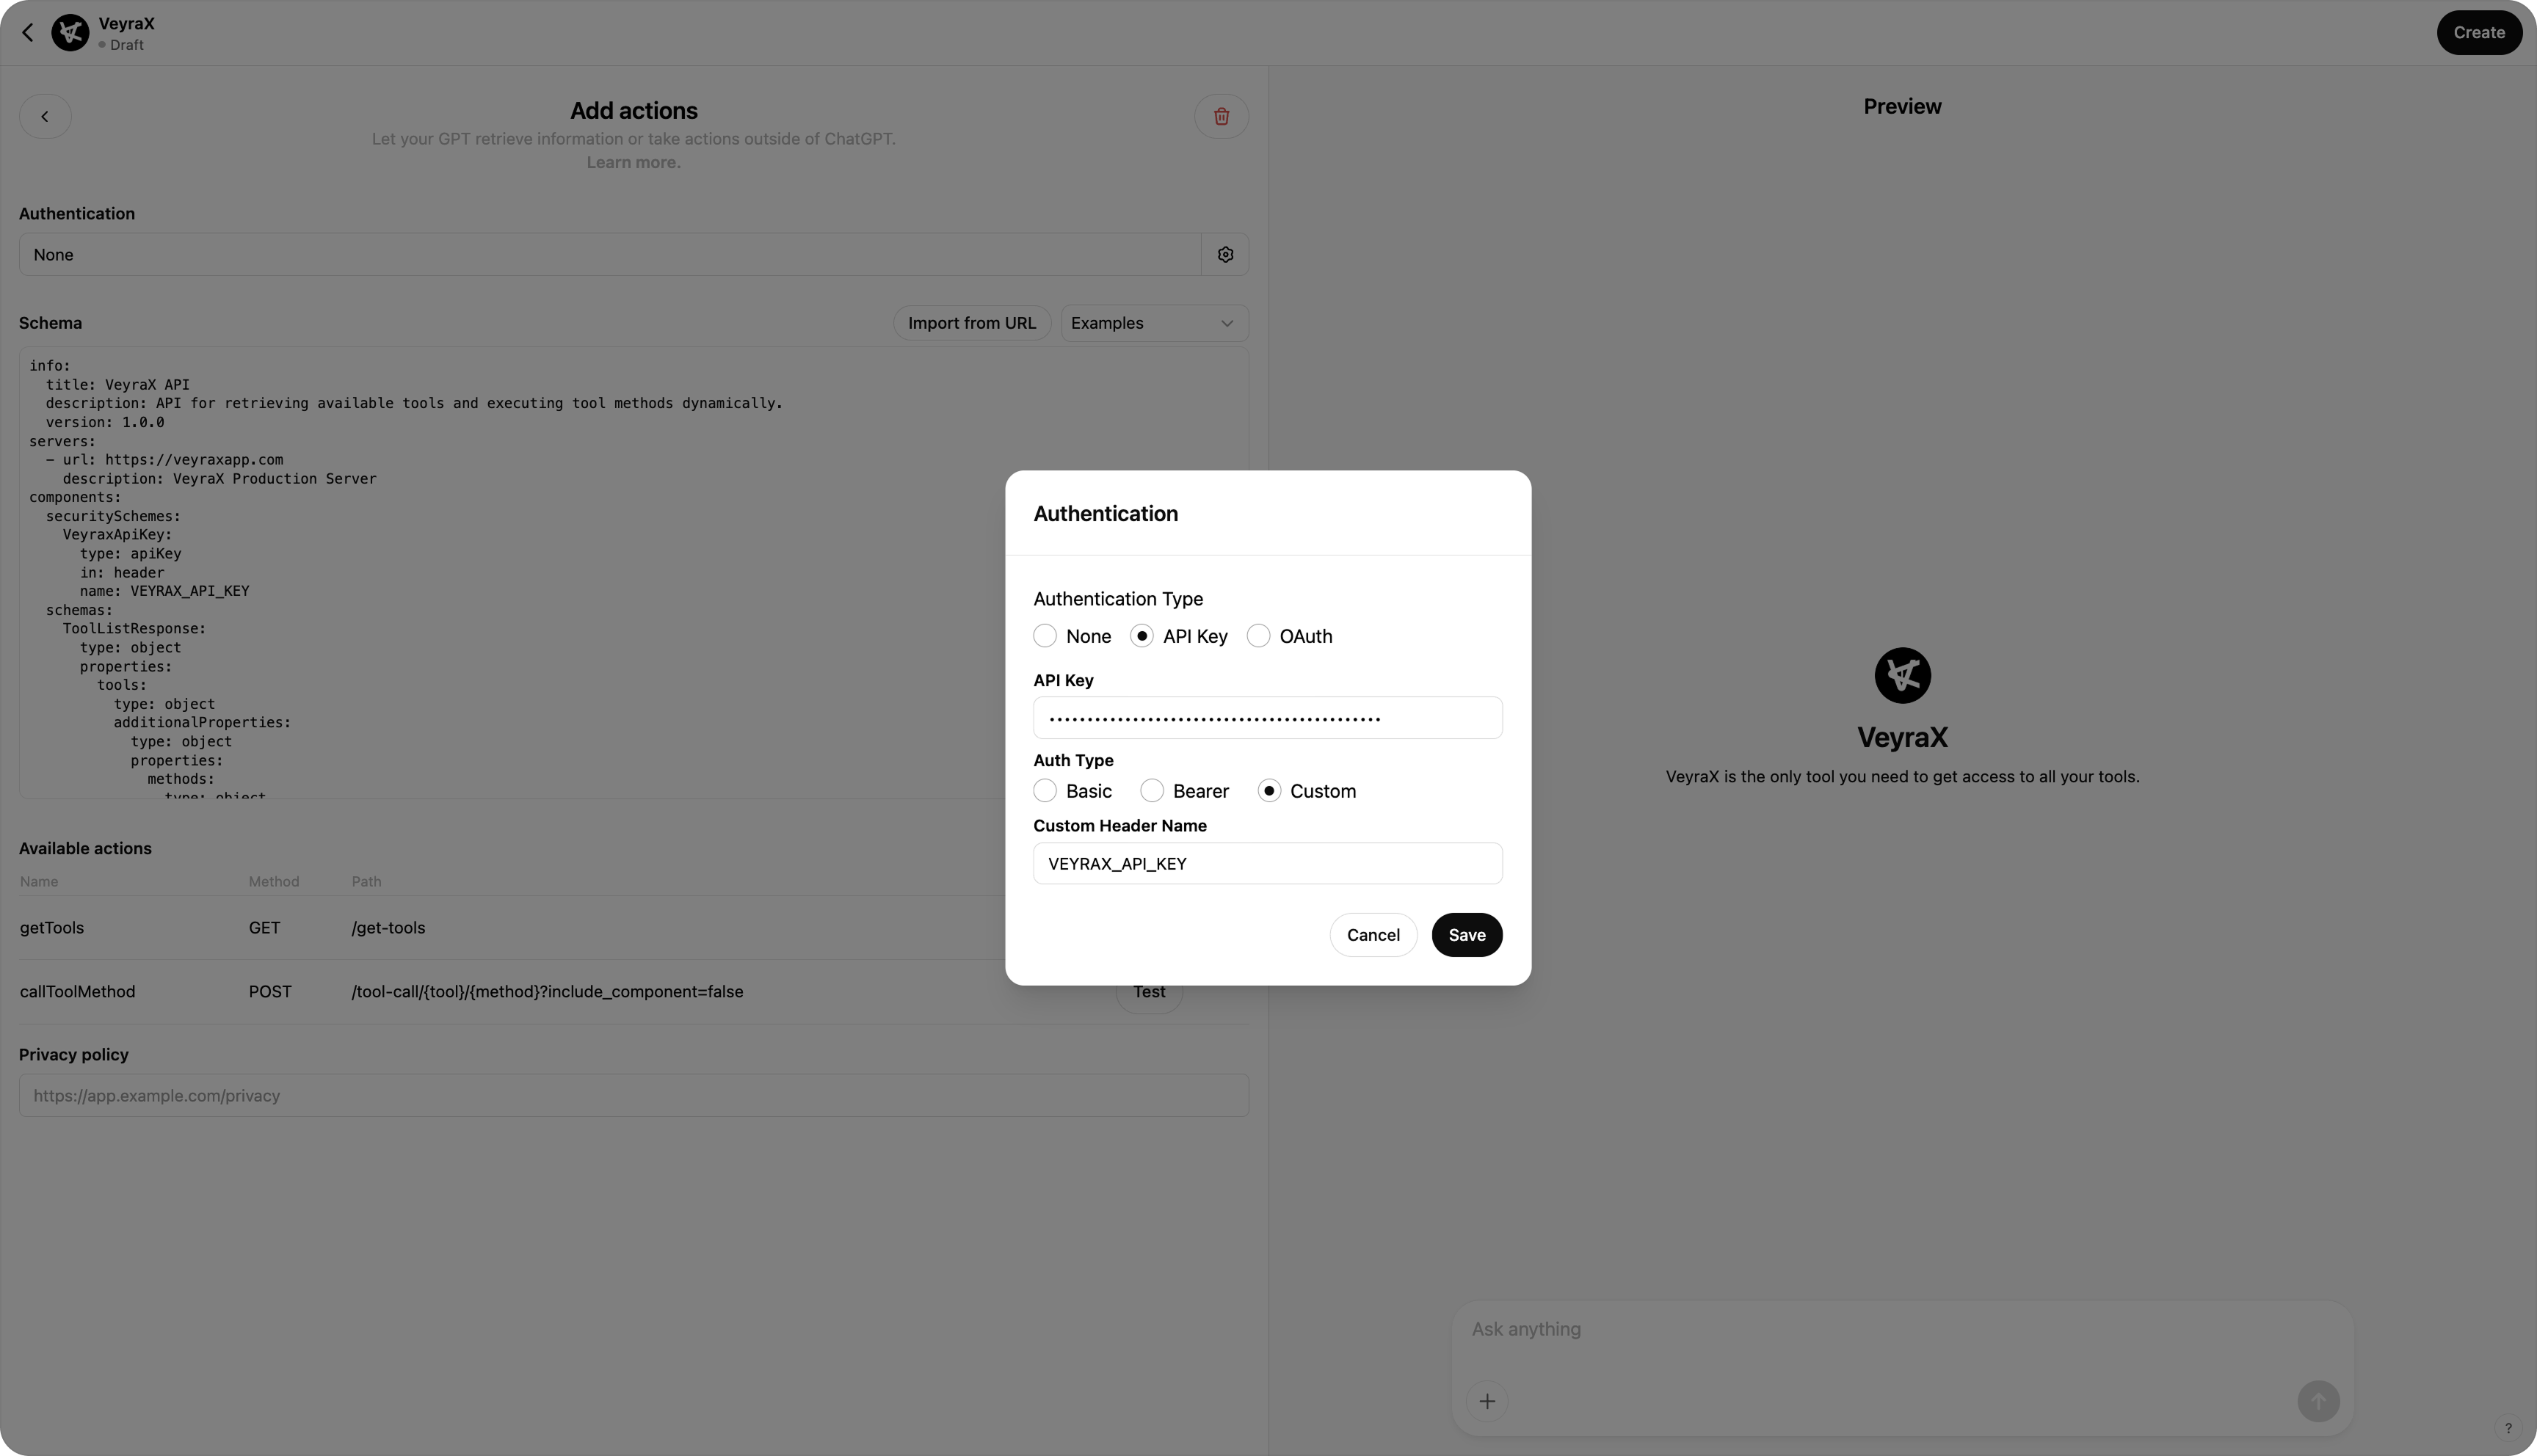 VeyraX
Draft
Create
Add actions
Let your GPT retrieve information or take actions outside of ChatGPT.
Learn more.
Authentication
None
Schema
Import from URL
Examples
info:
  title: VeyraX API
  description: API for retrieving available tools and executing tool methods dynamically.
  version: 1.0.0
servers:
  - url: https://veyraxapp.com
    description: VeyraX Production Server
components:
  securitySchemes:
    VeyraxApiKey:
      type: apiKey
      in: header
      name: VEYRAX_API_KEY
  schemas:
    ToolListResponse:
      type: object
      properties:
        tools:
          type: object
          additionalProperties:
            type: object
            properties:
              methods:
                type: object
Available actions
Name Method Path
getTools GET /get-tools
callToolMethod POST /tool-call/{tool}/{method}?include_component=false Test
Privacy policy
https://app.example.com/privacy
Authentication
Authentication Type
None API Key OAuth
API Key
••••••••••••••••••••••••••••••••••••••••••••
Auth Type
Basic Bearer Custom
Custom Header Name
VEYRAX_API_KEY
Cancel Save
Preview
VeyraX
VeyraX is the only tool you need to get access to all your tools.
Ask anything
?